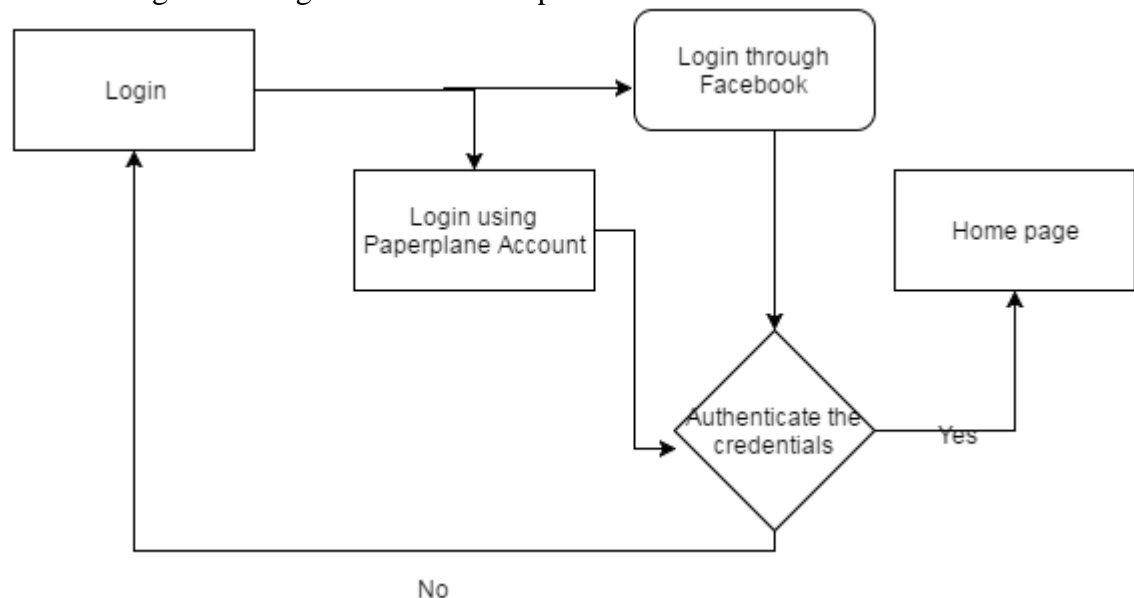 Login
Login through
Facebook
Login using
Paperplane Account
Home page
Authenticate the
credentials
Yes
No